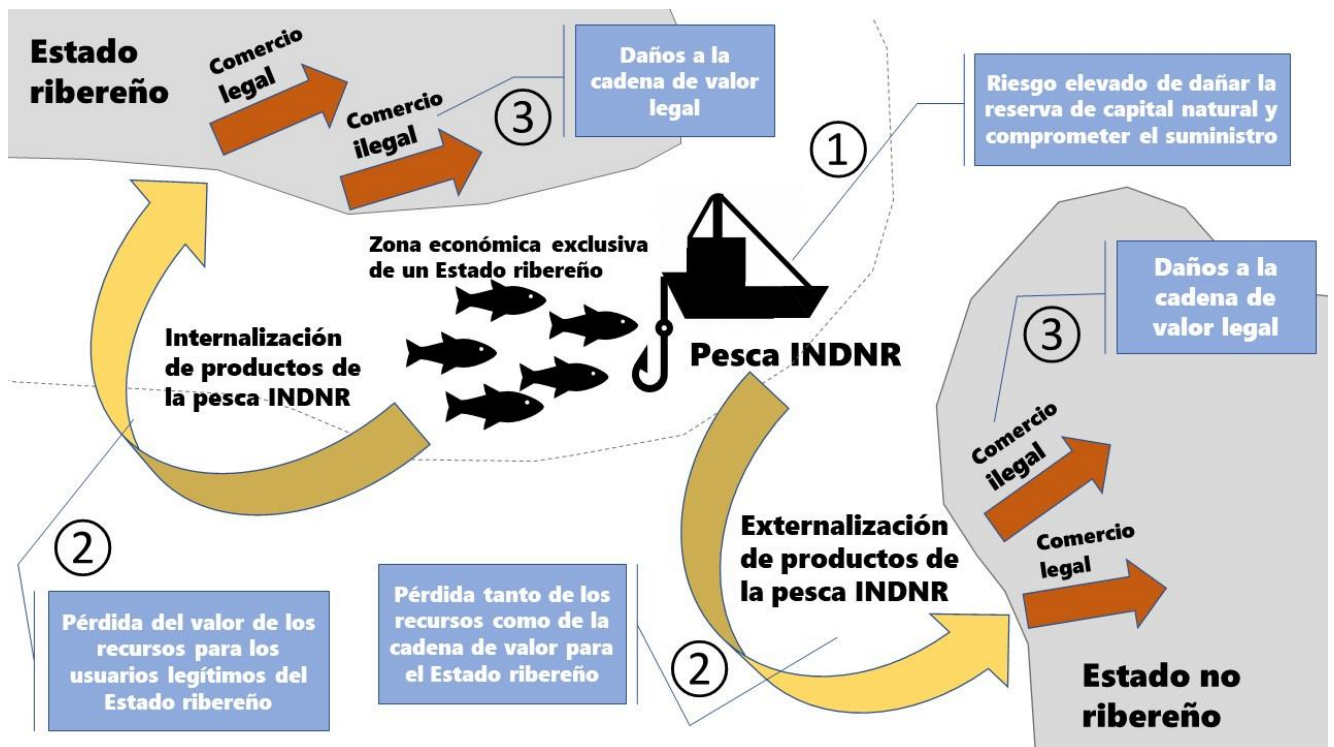 Estado
ribereño
Comercio
legal
Comercio
ilegal
3
Daños a la
cadena de valor
legal
1
Riesgo elevado de dañar la
reserva de capital natural y
comprometer el suministro
Zona económica exclusiva
de un Estado ribereño
Internalización
de productos de
la pesca INDNR
Pesca INDNR
3
Daños a la
cadena de
valor legal
Comercio
ilegal
Comercio
legal
2
Pérdida del valor de los
recursos para los
usuarios legítimos del
Estado ribereño
Pérdida tanto de los
recursos como de la
cadena de valor para
el Estado ribereño
2
Externalización
de productos de
la pesca INDNR
Estado no
ribereño